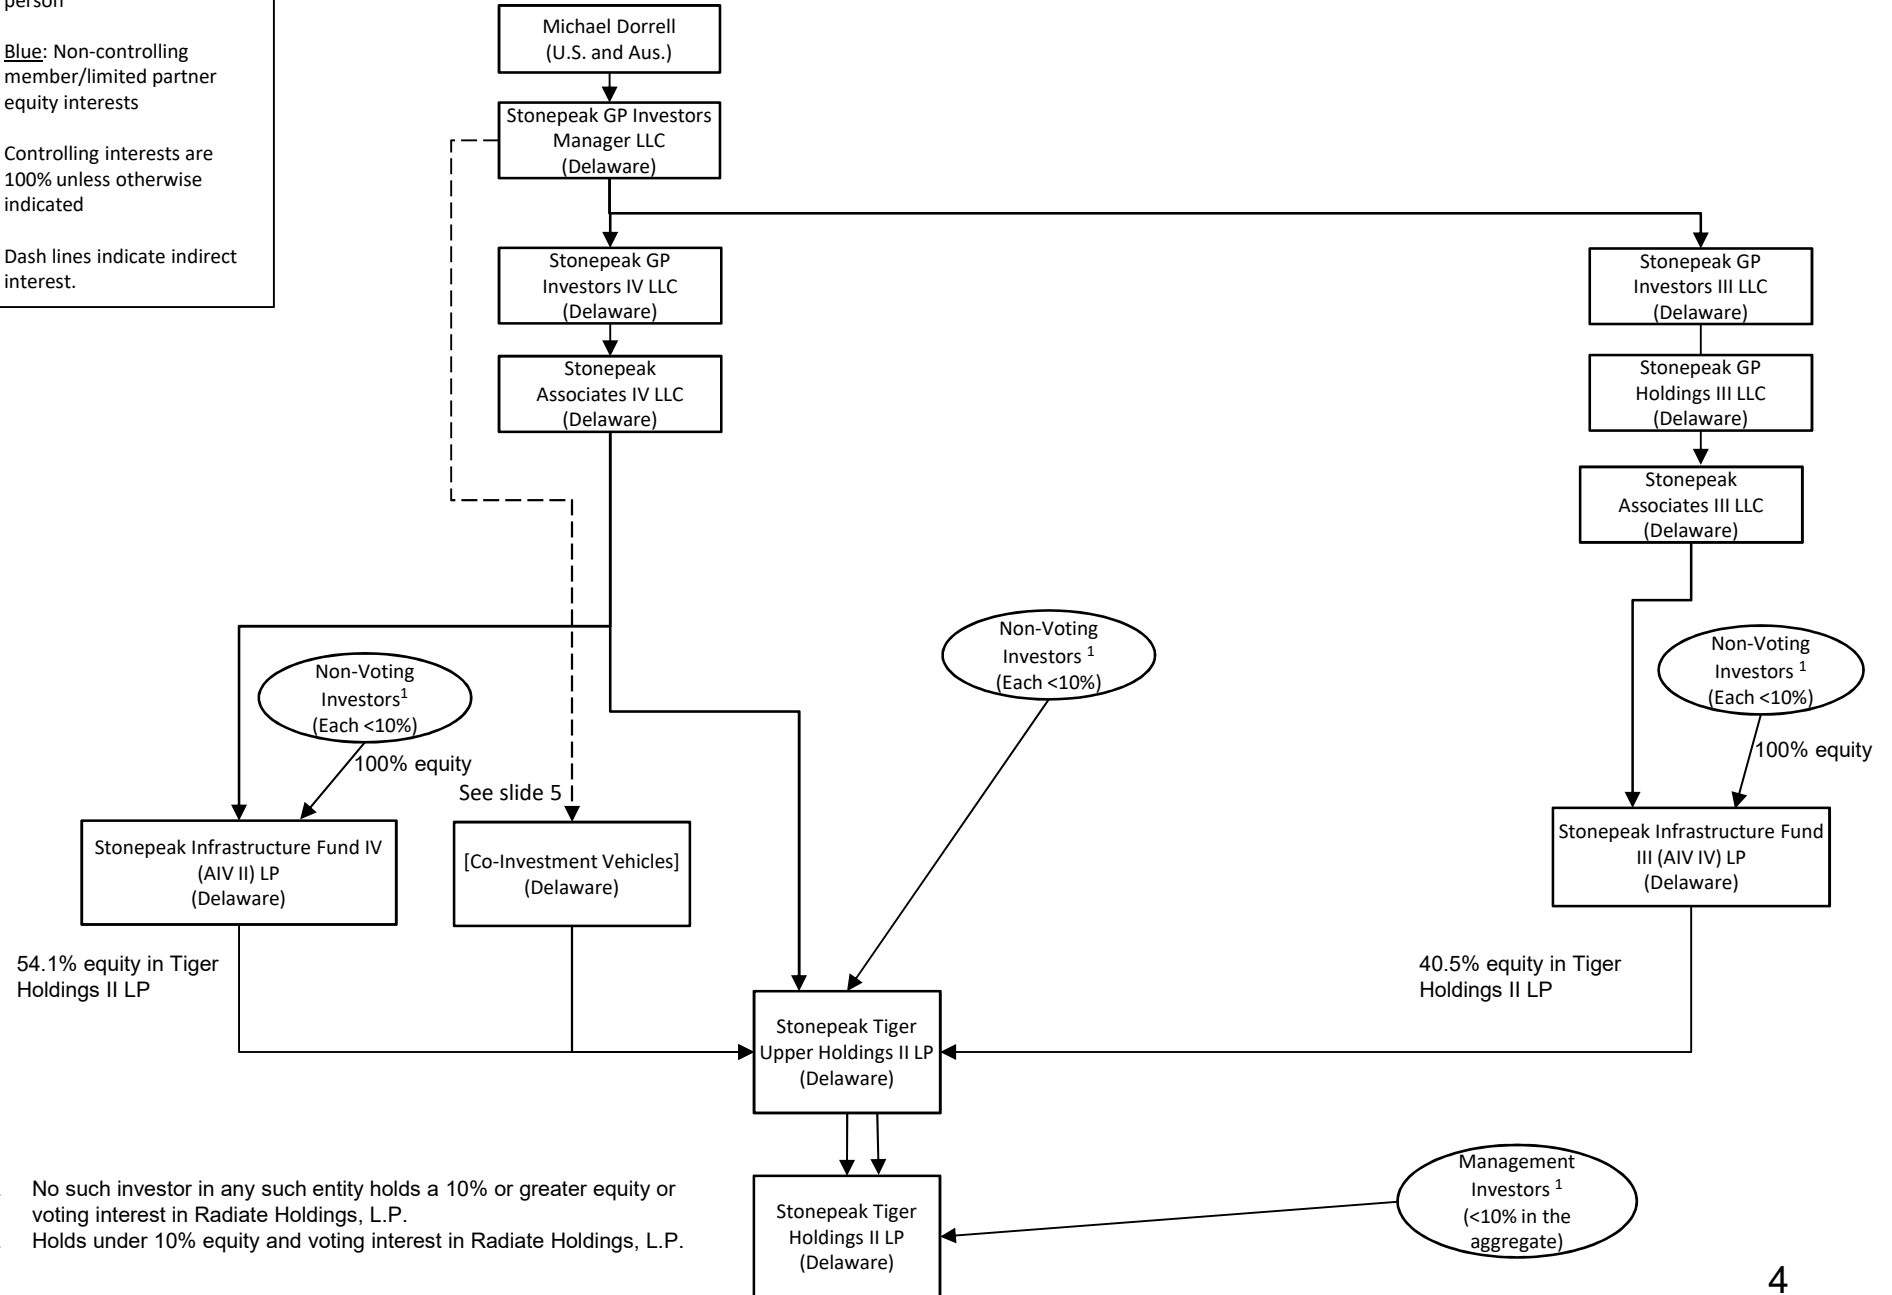 person
Blue: Non-controlling
member/limited partner
equity interests
Controlling interests are
100% unless otherwise
indicated
Dash lines indicate indirect
interest.
Michael Dorrell
(U.S. and Aus.)
Stonepeak GP Investors
Manager LLC
(Delaware)
Stonepeak GP
Investors IV LLC
(Delaware)
Stonepeak
Associates IV LLC
(Delaware)
Stonepeak GP
Investors III LLC
(Delaware)
Stonepeak GP
Holdings III LLC
(Delaware)
Stonepeak
Associates III LLC
(Delaware)
Non-Voting
Investors1
(Each <10%)
100% equity
See slide 5
Non-Voting
Investors 1
(Each <10%)
Non-Voting
Investors 1
(Each <10%)
100% equity
Stonepeak Infrastructure Fund IV
(AIV II) LP
(Delaware)
[Co-Investment Vehicles]
(Delaware)
Stonepeak Infrastructure Fund
III (AIV IV) LP
(Delaware)
54.1% equity in Tiger
Holdings II LP
40.5% equity in Tiger
Holdings II LP
Stonepeak Tiger
Upper Holdings II LP
(Delaware)
Stonepeak Tiger
Holdings II LP
(Delaware)
Management
Investors 1
(<10% in the
aggregate)
No such investor in any such entity holds a 10% or greater equity or
voting interest in Radiate Holdings, L.P.
Holds under 10% equity and voting interest in Radiate Holdings, L.P.
4